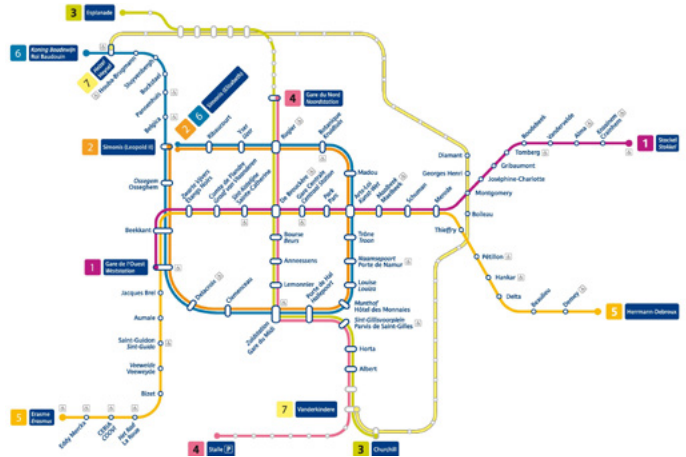 3 Esplanade
6 Koning Boudewijn
Roi Baudouin
7 Heizel
Heysel
Houba-Brugmann
Stuyvenbergh
Bockstael
Pannenhuis
Belgica
2 6 Simonis (Elisabeth)
2 Simonis (Leopold II)
Ribaucourt
Yser
IJzer
Rogier
4 Gare du Nord
Noordstation
Botanique
Kruidtuin
Madou
Ossegem
Osseghem
Zwarte Vijvers
Étangs Noirs
Comte de Flandre
Graaf van Vlaanderen
Sint-Katelijne
Sainte-Catherine
De Brouckère
Gare Centrale
Centraal Station
Park
Parc
Arts-Loi
Kunst-Wet
Maalbeek
Maelbeek
Schuman
Merode
Diamant
Georges Henri
Montgomery
Boileau
Joséphine-Charlotte
Gribaumont
Tomberg
Roodebeek
Vandervelde
Alma
Kraainem
Crainhem
1 Stockel
Stokkel
Beekkant
1 Gare de l'Ouest
Weststation
Bourse
Beurs
Anneessens
Lemonnier
Trône
Troon
Naamsepoort
Porte de Namur
Louise
Louiza
Munthof
Hôtel des Monnaies
Sint-Gillisvoorplein
Parvis de Saint-Gilles
Thieffry
Pétillon
Hankar
Delta
Beaulieu
Demey
5 Herrmann-Debroux
Jacques Brel
Aumale
Saint-Guidon
Sint-Guido
Veeweide
Veeweyde
Bizet
Delacroix
Clemenceau
Zuidstation
Gare du Midi
Porte de Hal
Hallepoort
Horta
Albert
5 Erasme
Erasmus
Eddy Merckx
CERIA
COOVI
Het Rad
La Roue
7 Vanderkindere
4 Stalle P
3 Churchill